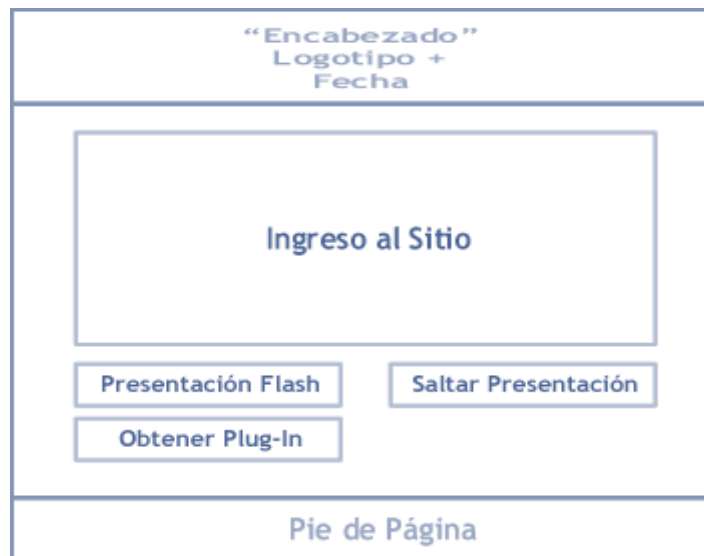 “Encabezado”
Logotipo +
Fecha
Ingreso al Sitio
Presentación Flash
Saltar Presentación
Obtener Plug-In
Pie de Página